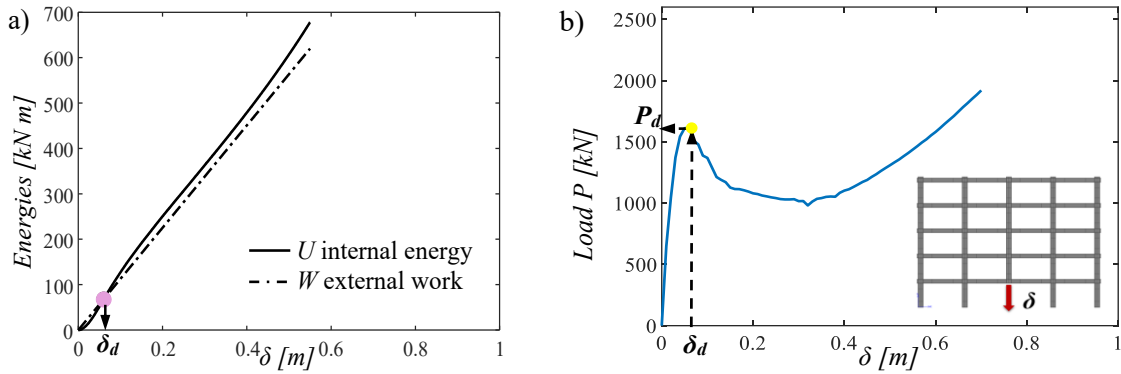 a)
Energies [kN m]
700
600
500
400
300
200
100
0
0
δd
0.2
0.4
0.6
0.8
1
δ [m]
U internal energy
W external work
b)
Load P [kN]
2500
2000
1500
1000
500
0
Pd
0
δd
0.2
0.4
0.6
0.8
1
δ [m]
δ